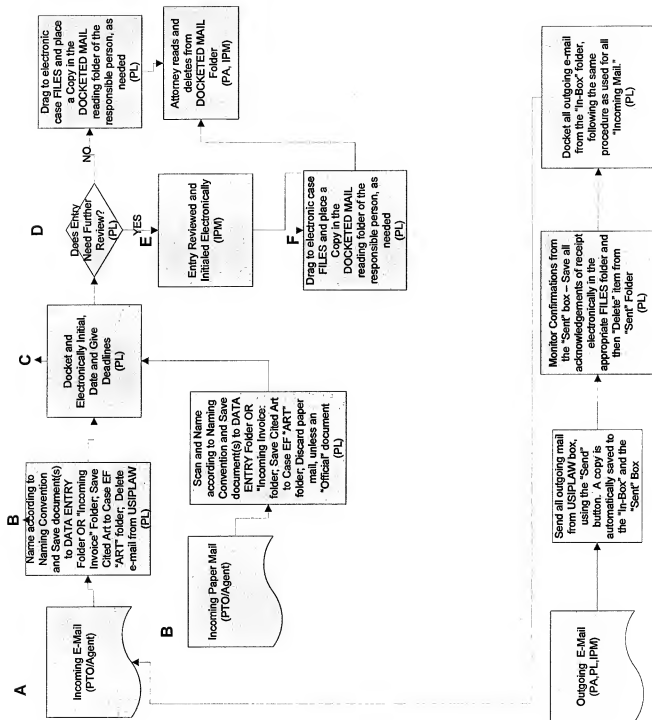 A
Incoming E-Mail
(PTO/Agent)
B
Name according to
Naming Convention
and Save document(s)
to DATA ENTRY
Folder OR "Incoming
Invoice" Folder; Save
Cited Art to Case EF
"ART" folder; Delete
e-mail from USIPLAW
(PL)
C
Docket and
Electronically Initial,
Date and Give
Deadlines
(PL)
D
Does Entry
Need Further
Review?
(PL)
NO
Drag to electronic
case FILES and place
a Copy in the
DOCKETED MAIL
reading folder of the
responsible person, as
needed
(PL)
YES
E
Entry Reviewed and
Initialed Electronically
(IPM)
Attorney reads and
deletes from
DOCKETED MAIL
Folder
(PA, IPM)
B
Incoming Paper Mail
(PTO/Agent)
Scan and Name
according to Naming
Convention and Save
document(s) to DATA
ENTRY Folder OR
"Incoming Invoice:
folder; Save Cited Art
to Case EF "ART"
folder; Discard paper
mail, unless an
"Official" document
(PL)
F
Drag to electronic case
FILES and place a
Copy in the
DOCKETED MAIL
reading folder of the
responsible person, as
needed
(PL)
Outgoing E-Mail
(PA,PL,IPM)
Send all outgoing mail
from USIPLAW box,
using the "Send"
button. A copy is
automatically saved to
the "In-Box" and the
"Sent" Box
Monitor Confirmations from
the "Sent" box – Save all
acknowledgements of receipt
electronically in the
appropriate FILES folder and
then "Delete" item from
"Sent" Folder
(PL)
Docket all outgoing e-mail
from the "In-Box" folder,
following the same
procedure as used for all
"Incoming Mail."
(PL)